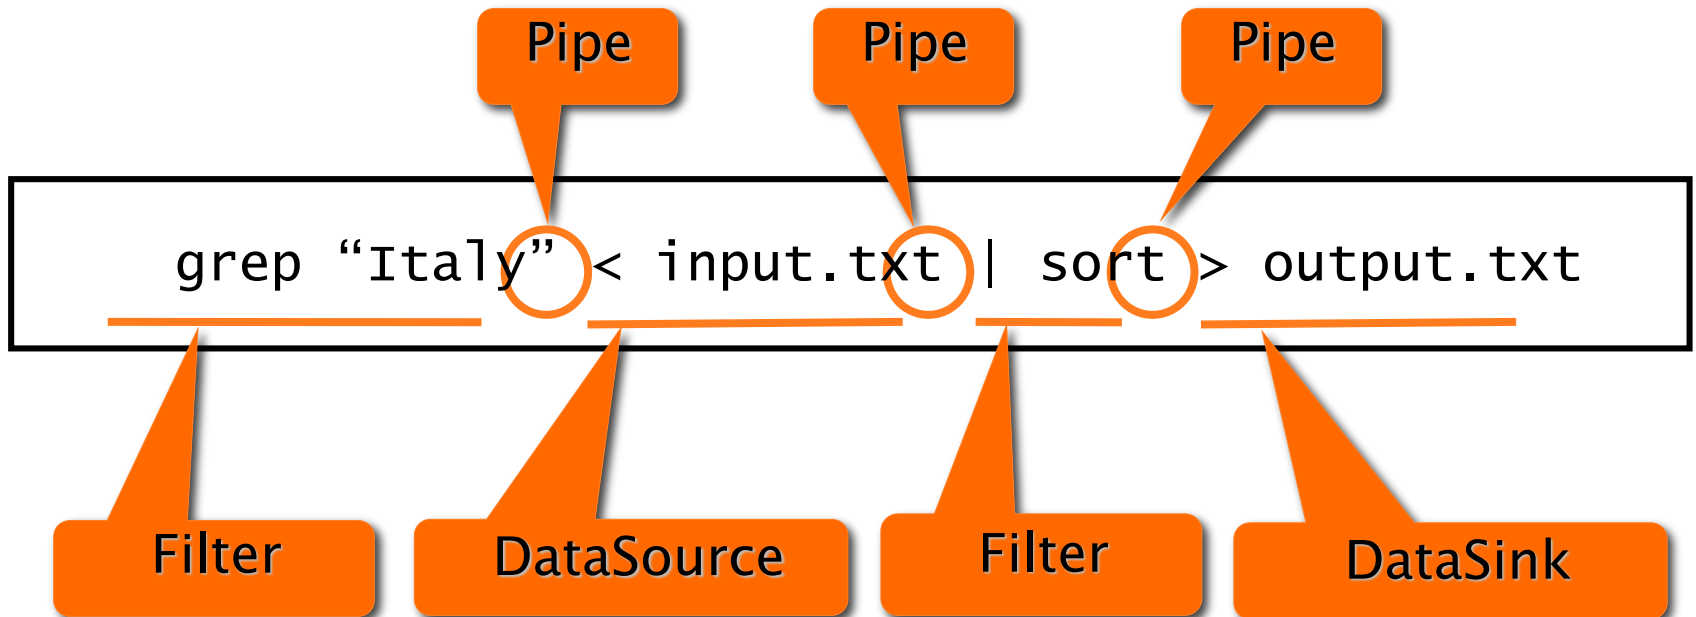 Pipe Pipe Pipe
grep “Italy” < input.txt | sort > output.txt
Filter DataSource Filter DataSink